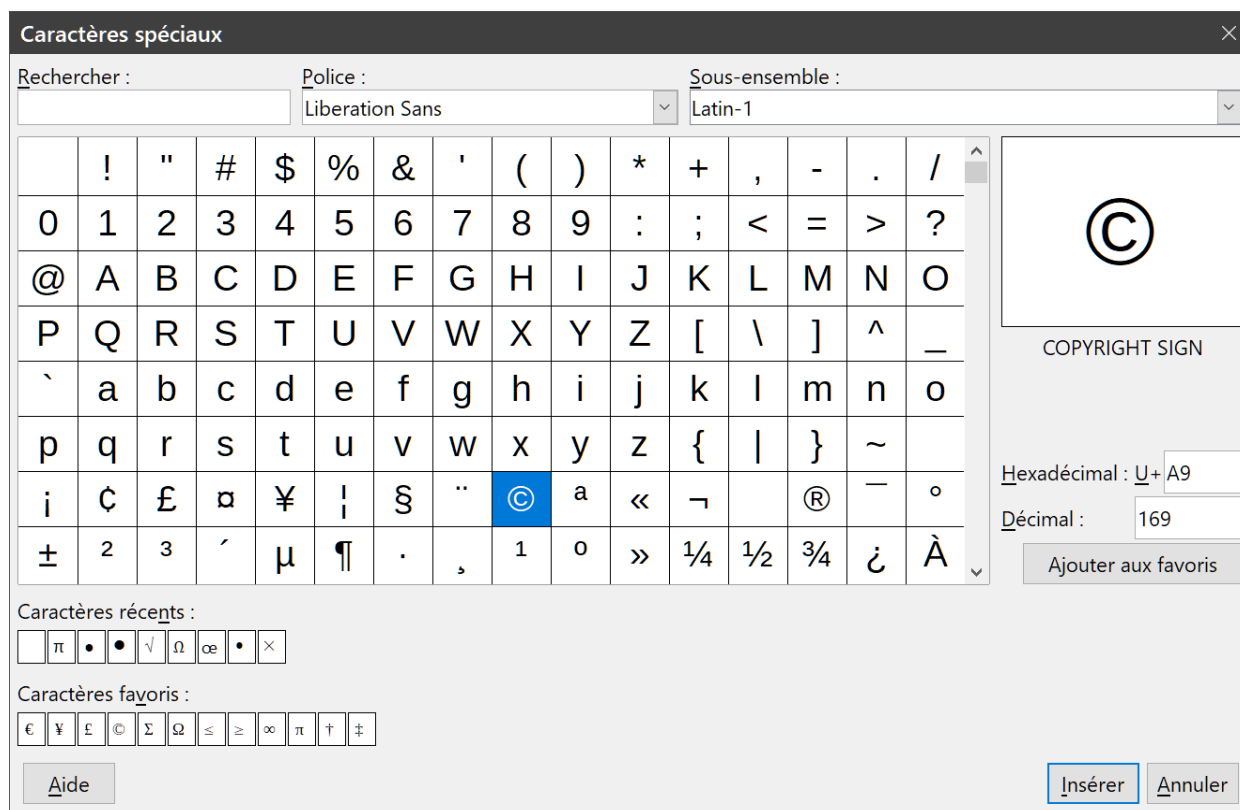 Caractères spéciaux
Rechercher : Police : Sous-ensemble :
Liberation Sans Latin-1
! " # $ % & ' ( ) * + , - . /
0 1 2 3 4 5 6 7 8 9 : ; < = > ?
@ A B C D E F G H I J K L M N O
P Q R S T U V W X Y Z [ \ ] ^ _
` a b c d e f g h i j k l m n o
p q r s t u v w x y z { | } ~
¡ ¢ £ ¤ ¥ ¦ § ¨ © ª « ¬ ® ¯ °
± ² ³ ´ µ ¶ · ¸ ¹ º » ¼ ½ ¾ ¿ À
©
COPYRIGHT SIGN
Hexadécimal : U+ A9
Décimal : 169
Ajouter aux favoris
Caractères récents :
π • ● √ Ω œ • ×
Caractères favoris :
€ ¥ £ © Σ Ω ≤ ≥ ∞ π † ‡
Aide Insérer Annuler